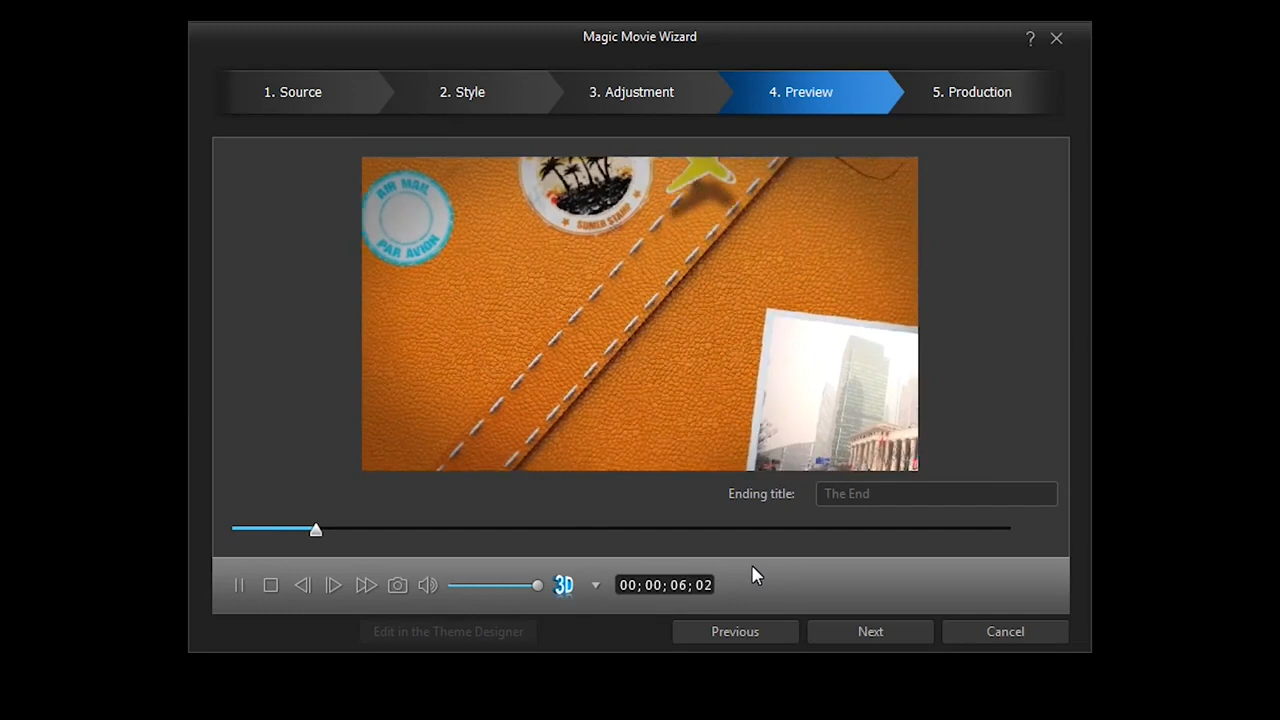 Magic Movie Wizard
?
1. Source
2. Style
3. Adjustment
4. Preview
5. Production
AIR MAIL
PAR AVION
SUMER STAMP
Ending title:
The End
3D
00;00;06;02
Edit in the Theme Designer
Previous
Next
Cancel